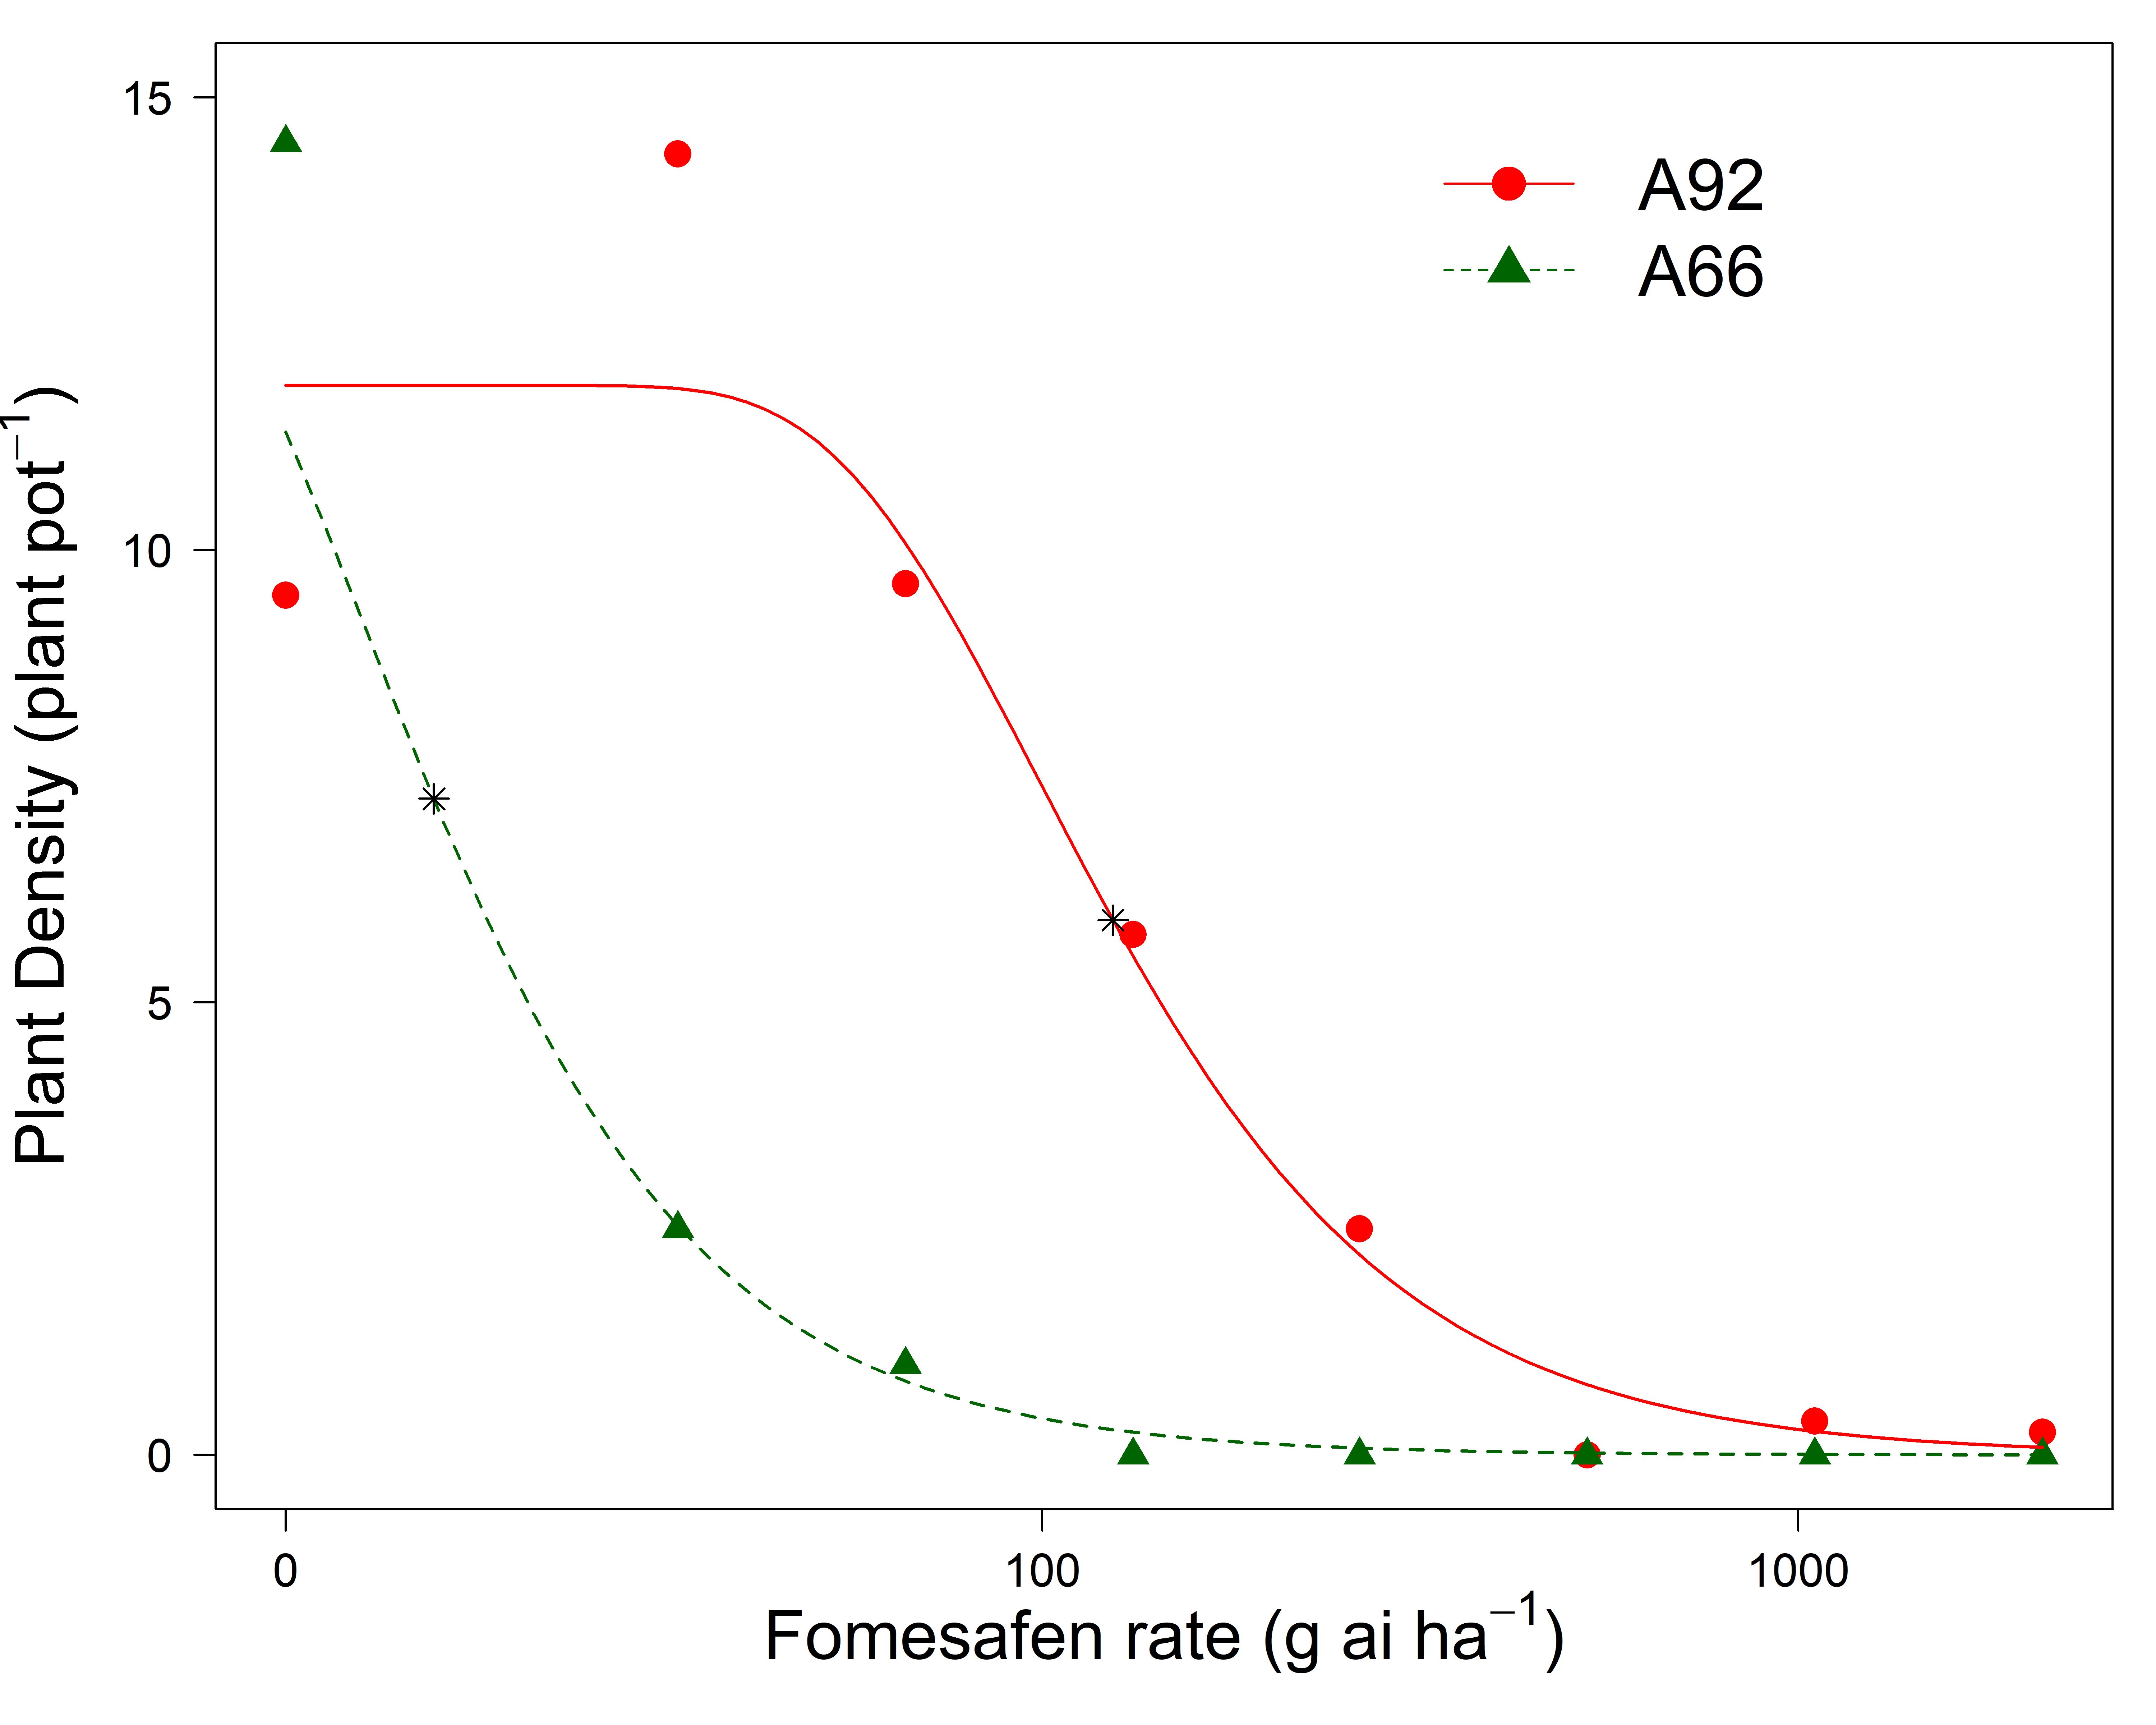 15
10
5
0
Plant Density (plant pot⁻¹)
A92
A66
0 100 1000
Fomesafen rate (g ai ha⁻¹)